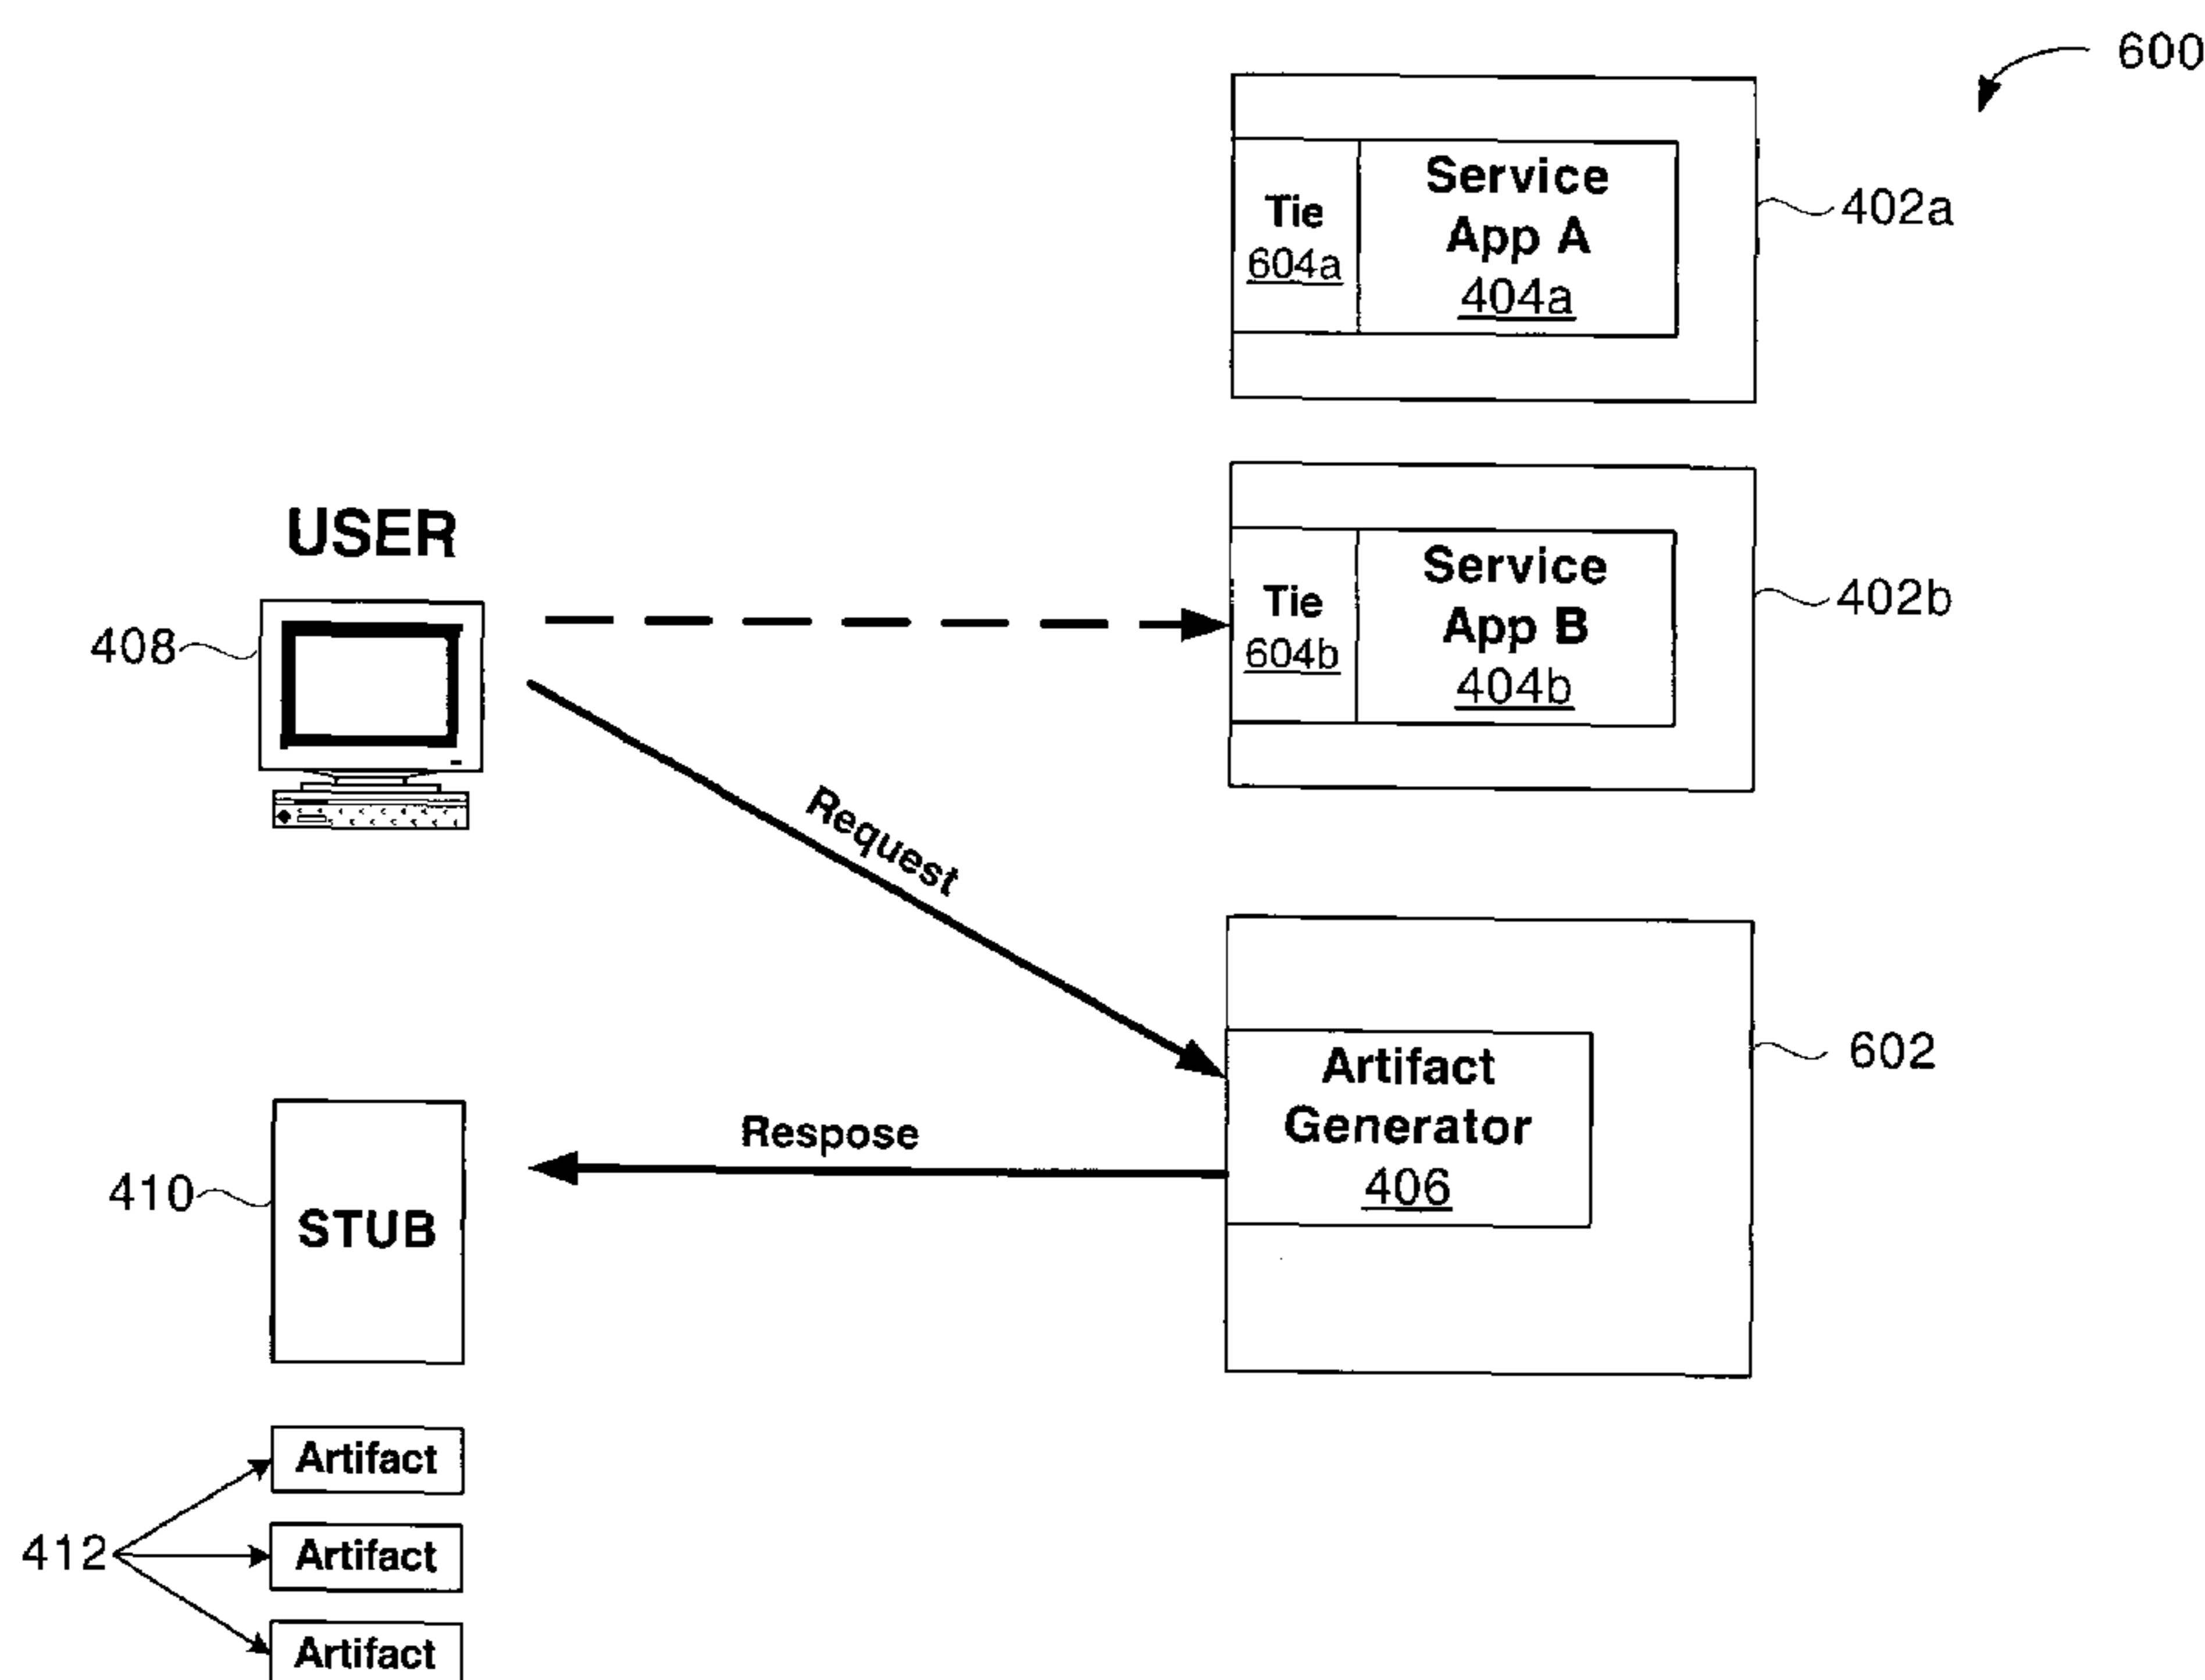 600
Service
App A
404a
Tie
604a
402a
USER
408
Service
App B
404b
Tie
604b
402b
Request
Artifact
Generator
406
602
Respose
410
STUB
412
Artifact
Artifact
Artifact